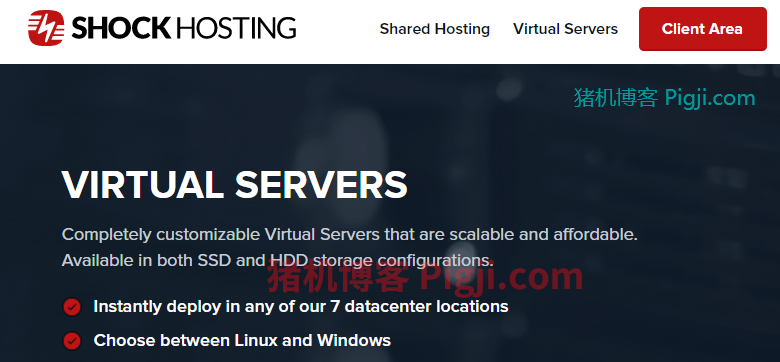 SHOCK HOSTING
Shared Hosting
Virtual Servers
Client Area
猪机博客 Pigji.com
VIRTUAL SERVERS
Completely customizable Virtual Servers that are scalable and affordable.
Available in both SSD and HDD storage configurations.
猪机博客 Pigji.com
Instantly deploy in any of our 7 datacenter locations
Choose between Linux and Windows